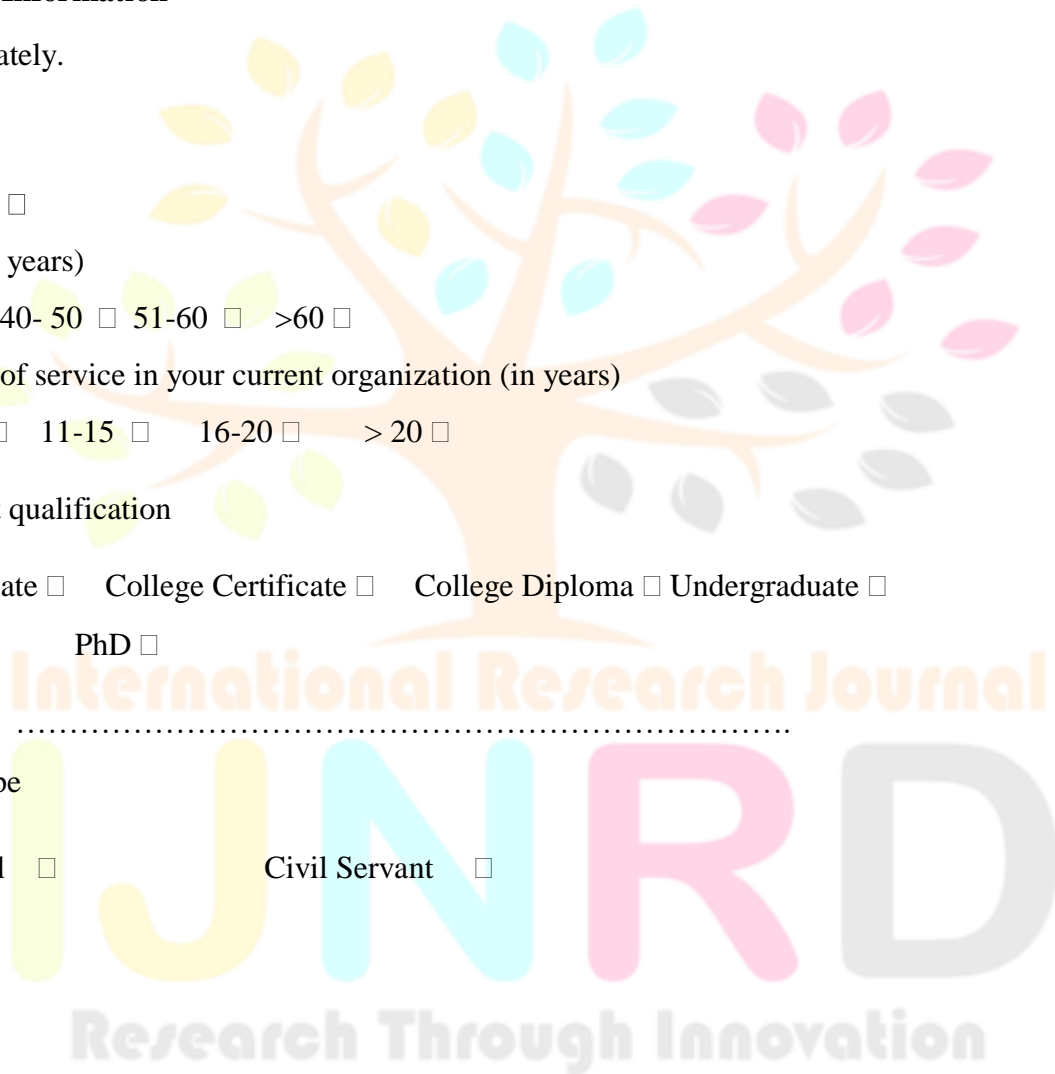 ately.
□
years)
40- 50 □ 51-60 □ >60 □
of service in your current organization (in years)
□ 11-15 □ 16-20 □ > 20 □
qualification
ate □ College Certificate □ College Diploma □ Undergraduate □
PhD □
International Research Journal
……………………………………………………………….
pe
□ Civil Servant □
IJNRD
Research Through Innovation